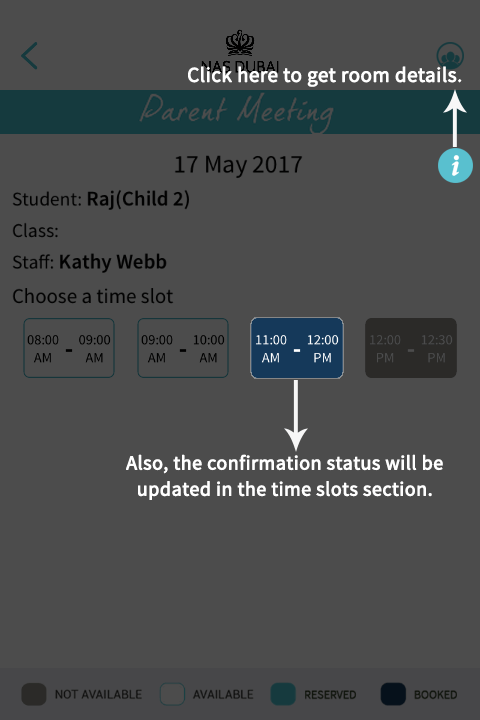 NAS DUBAI
Click here to get room details.
Parent Meeting
17 May 2017
i
Student: Raj(Child 2)
Class:
Staff: Kathy Webb
Choose a time slot
08:00 AM - 09:00 AM
09:00 AM - 10:00 AM
11:00 AM - 12:00 PM
12:00 PM - 12:30 PM
Also, the confirmation status will be
updated in the time slots section.
NOT AVAILABLE AVAILABLE RESERVED BOOKED